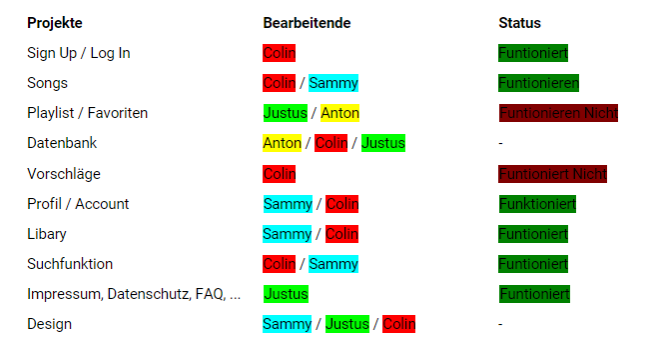 Projekte Bearbeitende Status
Sign Up / Log In Colin Funtioniert
Songs Colin / Sammy Funtionieren
Playlist / Favoriten Justus / Anton Funtionieren Nicht
Datenbank Anton / Colin / Justus -
Vorschläge Colin Funtioniert Nicht
Profil / Account Sammy / Colin Funktioniert
Libary Sammy / Colin Funtioniert
Suchfunktion Colin / Sammy Funtioniert
Impressum, Datenschutz, FAQ, ... Justus Funtioniert
Design Sammy / Justus / Colin -